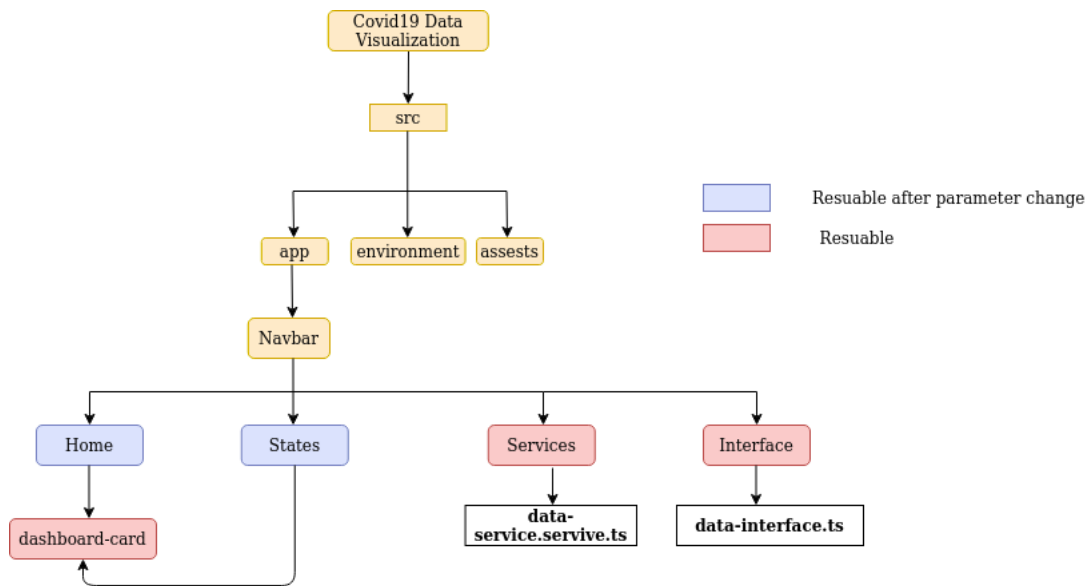 Covid19 Data
Visualization
src
Resuable after parameter change
Resuable
app
environment
assests
Navbar
Home
States
Services
Interface
data-
service.servive.ts
data-interface.ts
dashboard-card